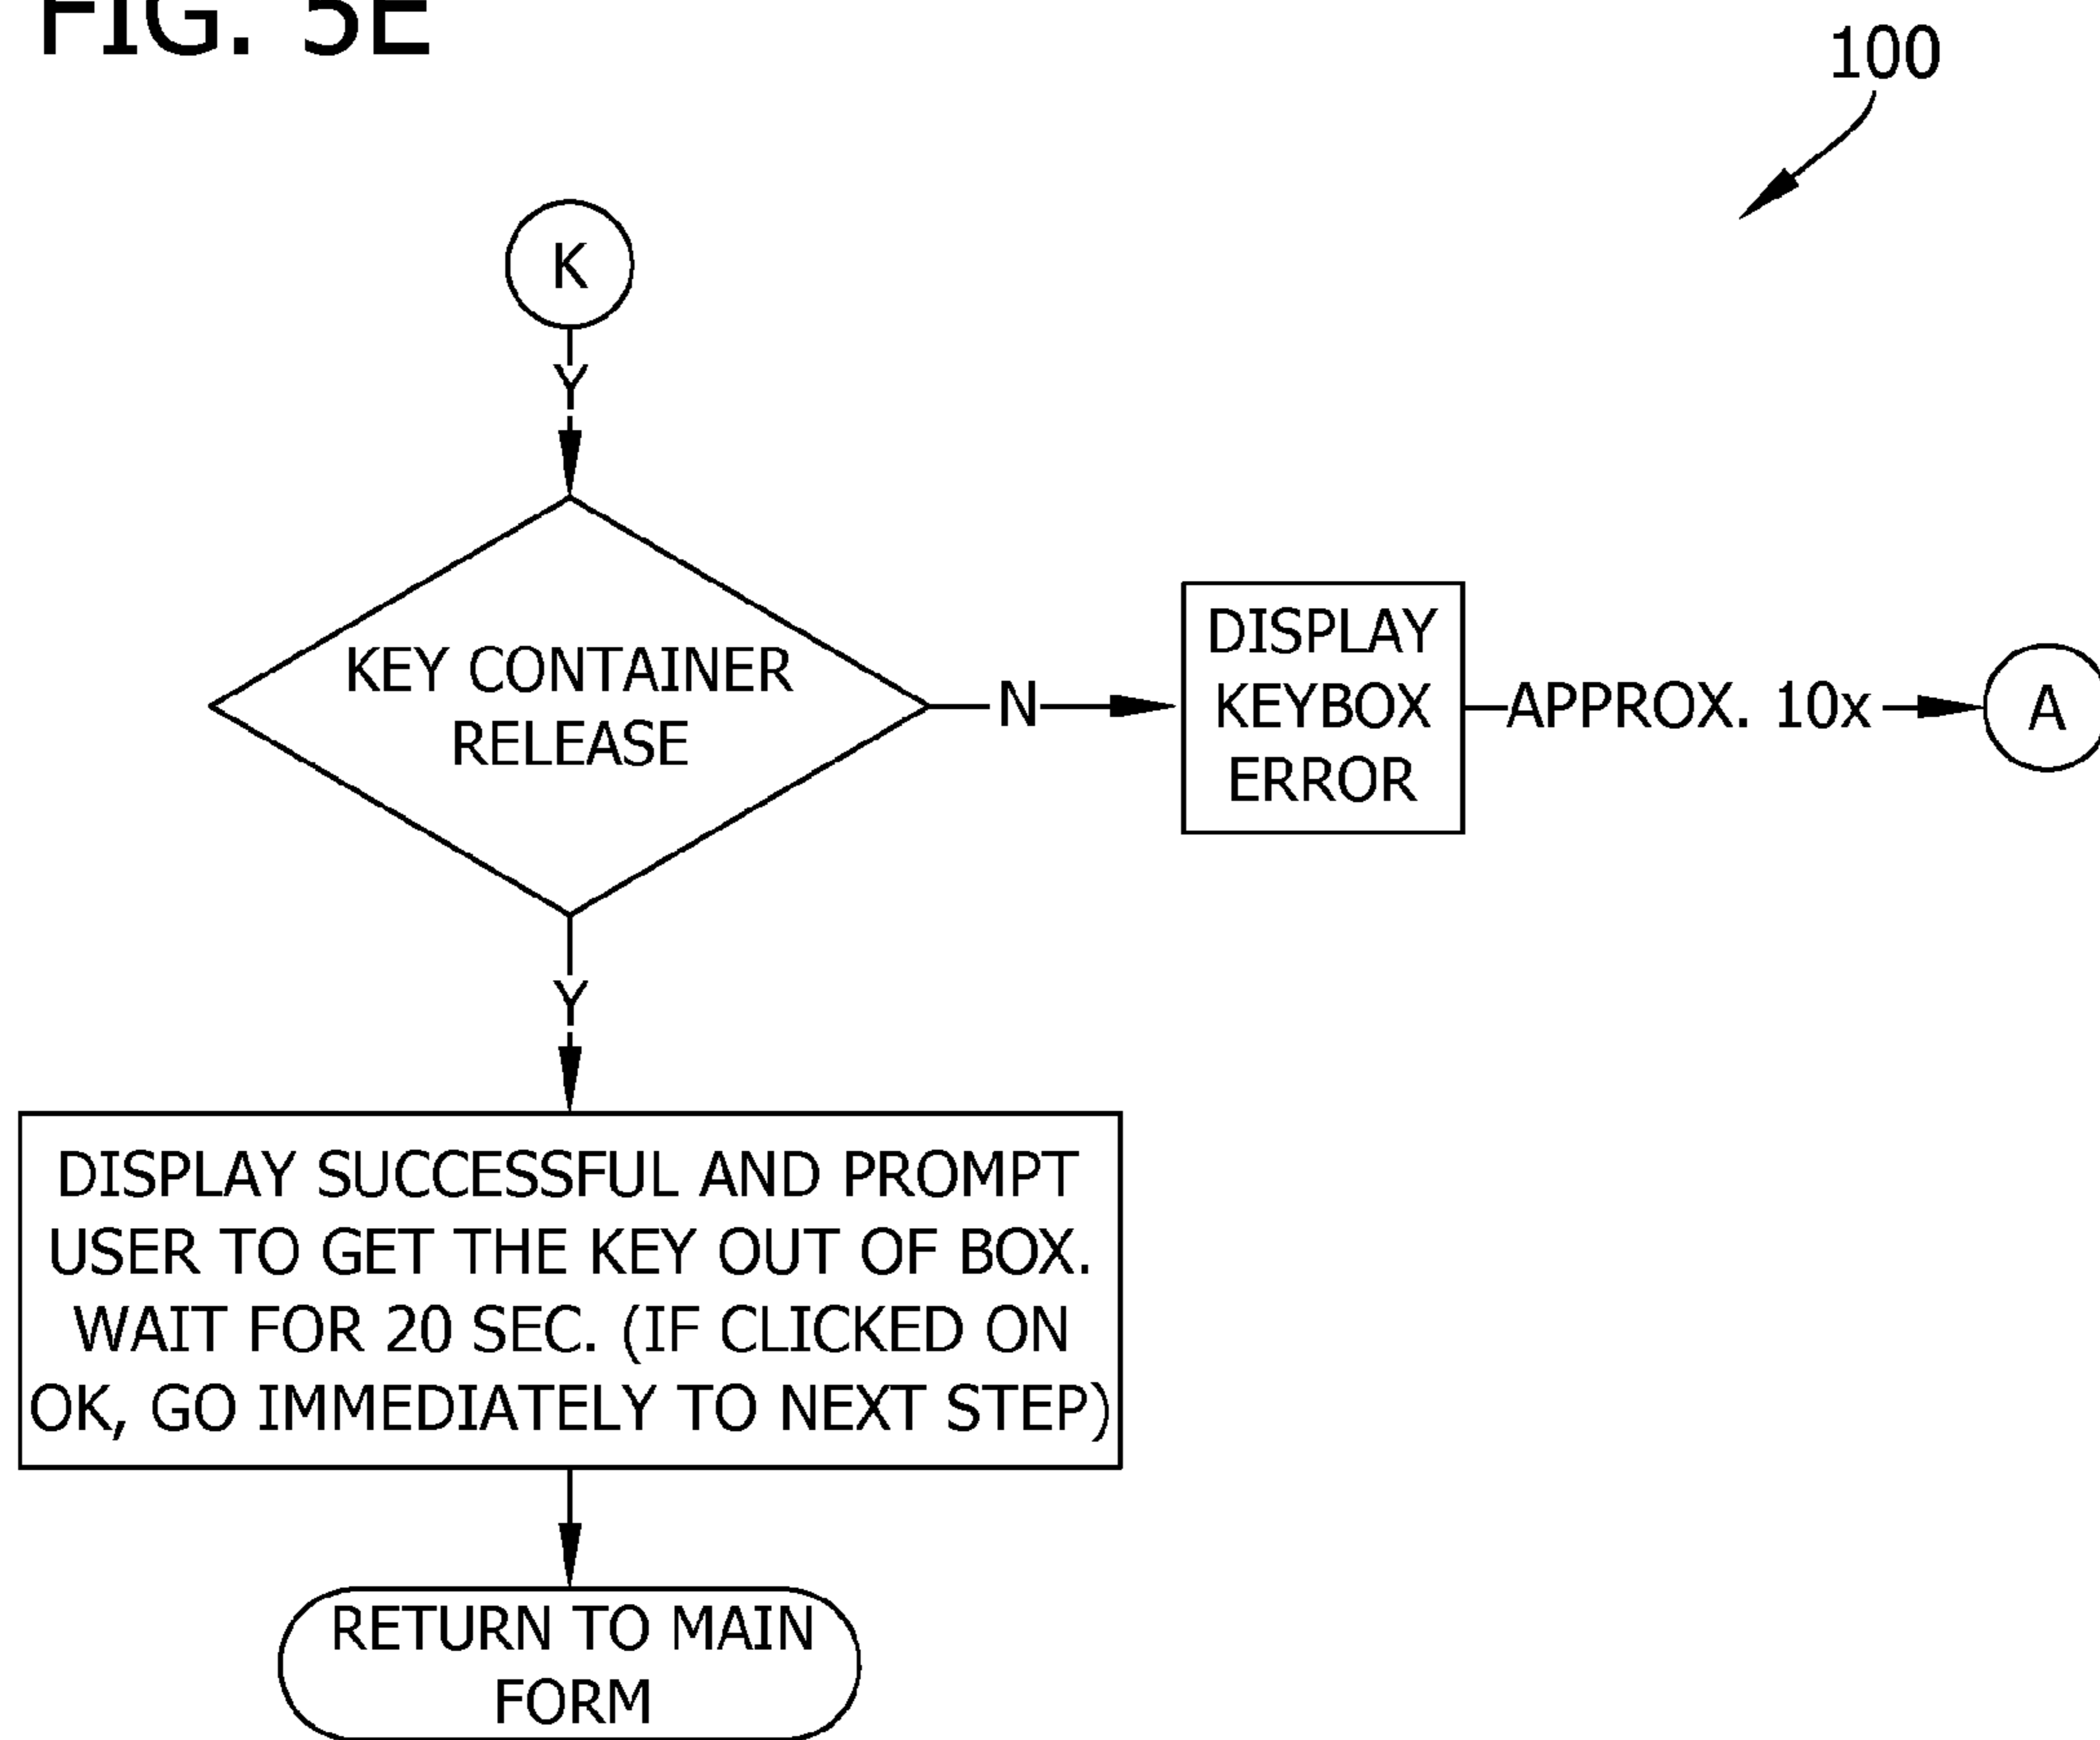 FIG. 5E
100
K
Y
KEY CONTAINER
RELEASE
N
DISPLAY
KEYBOX
ERROR
APPROX. 10x
A
Y
DISPLAY SUCCESSFUL AND PROMPT
USER TO GET THE KEY OUT OF BOX.
WAIT FOR 20 SEC. (IF CLICKED ON
OK, GO IMMEDIATELY TO NEXT STEP)
RETURN TO MAIN
FORM